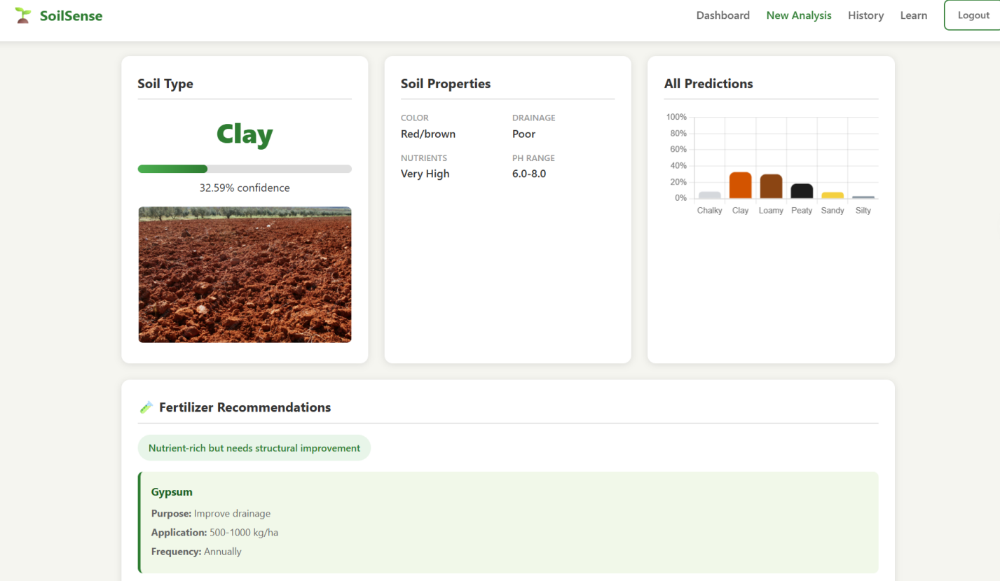 SoilSense
Dashboard New Analysis History Learn Logout
Soil Type
Clay
32.59% confidence
Soil Properties
COLOR DRAINAGE
Red/brown Poor
NUTRIENTS PH RANGE
Very High 6.0-8.0
All Predictions
100%
80%
60%
40%
20%
0%
Chalky Clay Loamy Peaty Sandy Silty
Fertilizer Recommendations
Nutrient-rich but needs structural improvement
Gypsum
Purpose: Improve drainage
Application: 500-1000 kg/ha
Frequency: Annually